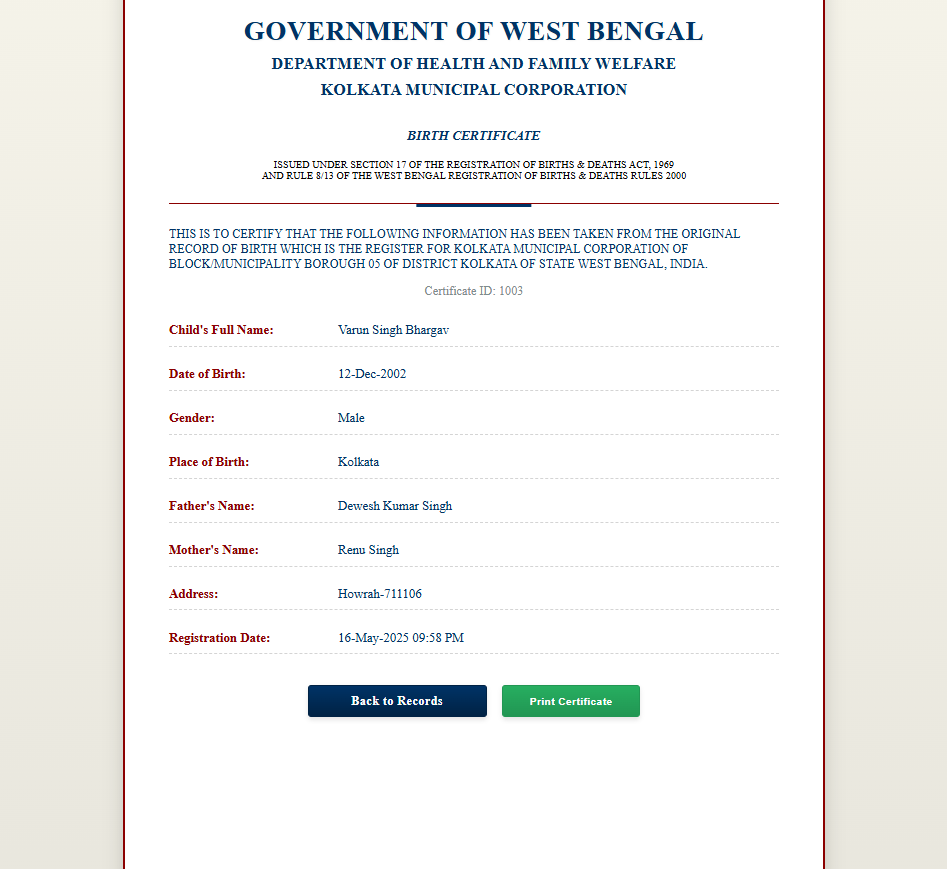 GOVERNMENT OF WEST BENGAL
DEPARTMENT OF HEALTH AND FAMILY WELFARE
KOLKATA MUNICIPAL CORPORATION
BIRTH CERTIFICATE
ISSUED UNDER SECTION 17 OF THE REGISTRATION OF BIRTHS & DEATHS ACT, 1969
AND RULE 8/13 OF THE WEST BENGAL REGISTRATION OF BIRTHS & DEATHS RULES 2000
THIS IS TO CERTIFY THAT THE FOLLOWING INFORMATION HAS BEEN TAKEN FROM THE ORIGINAL
RECORD OF BIRTH WHICH IS THE REGISTER FOR KOLKATA MUNICIPAL CORPORATION OF
BLOCK/MUNICIPALITY BOROUGH 05 OF DISTRICT KOLKATA OF STATE WEST BENGAL, INDIA.
Certificate ID: 1003
Child's Full Name: Varun Singh Bhargav
Date of Birth: 12-Dec-2002
Gender: Male
Place of Birth: Kolkata
Father's Name: Dewesh Kumar Singh
Mother's Name: Renu Singh
Address: Howrah-711106
Registration Date: 16-May-2025 09:58 PM
Back to Records Print Certificate